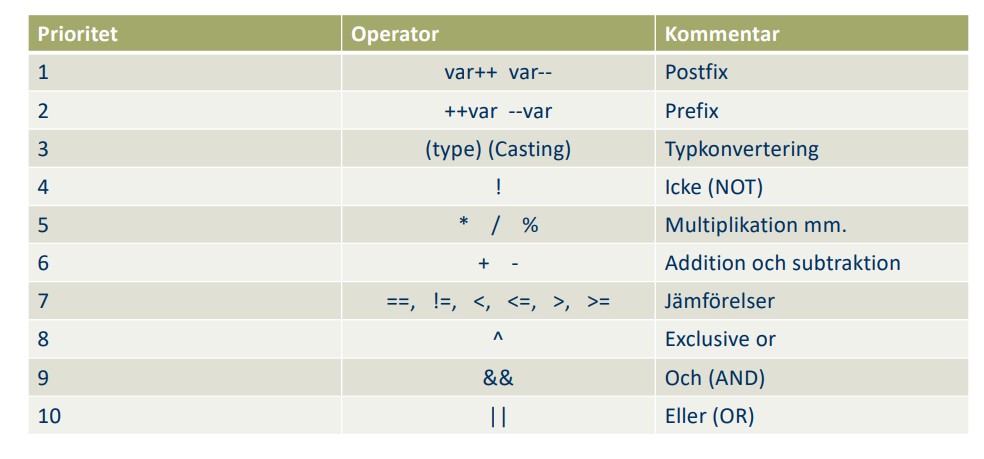 Prioritet Operator Kommentar
1 var++ var-- Postfix
2 ++var --var Prefix
3 (type) (Casting) Typkonvertering
4 ! Icke (NOT)
5 * / % Multiplikation mm.
6 + - Addition och subtraktion
7 ==, !=, <, <=, >, >= Jämförelser
8 ^ Exclusive or
9 && Och (AND)
10 || Eller (OR)